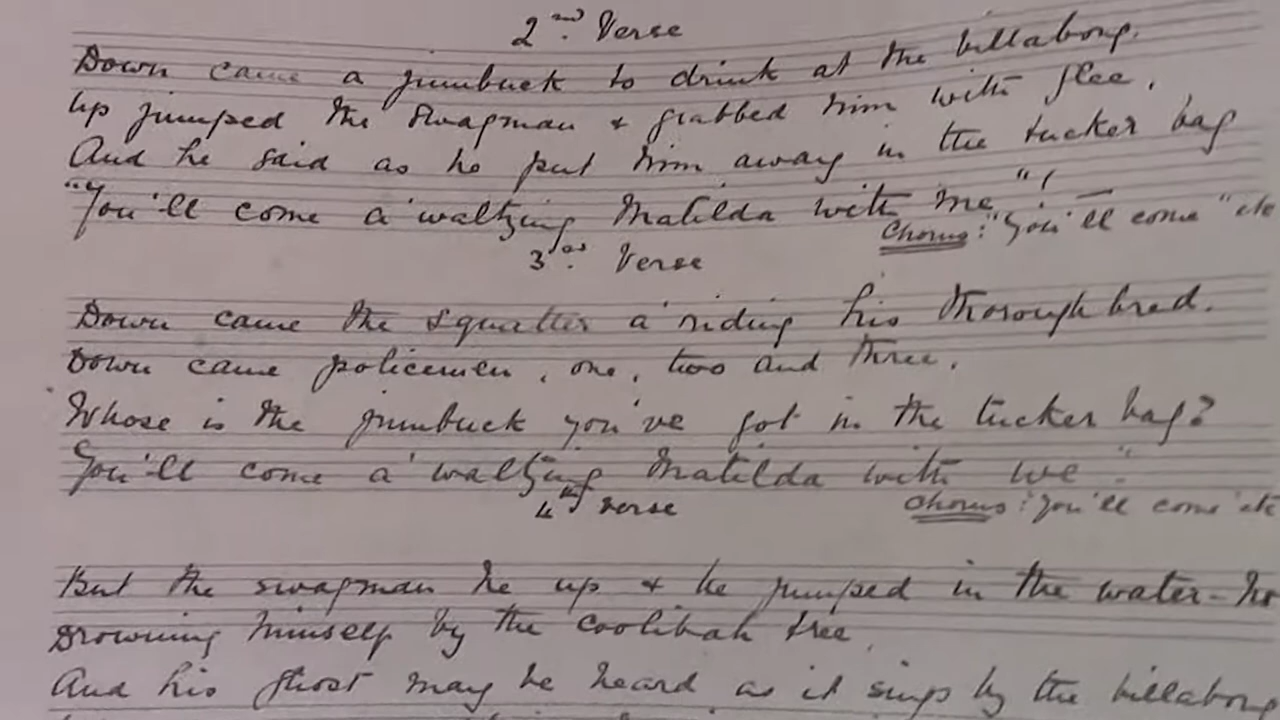 2nd. Verse
Down came a jumbuck to drink at the billabong.
Up jumped the Swagman & grabbed him with glee.
And he said as he put him away in the tucker bag
"You'll come a' waltzing Matilda with me"!
Chorus: "You'll come" etc
3rd. Verse
Down came the squatter a' riding his thoroughbred.
Down came policemen, one, two and three.
Whose is the jumbuck you've got in the tucker bag?
You'll come a' waltzing Matilda with we".
Chorus: You'll come' etc
4th verse
But the swagman he up & he jumped in the water-ho
Drowning himself by the Coolibah tree,
And his ghost may be heard as it sings by the billabong